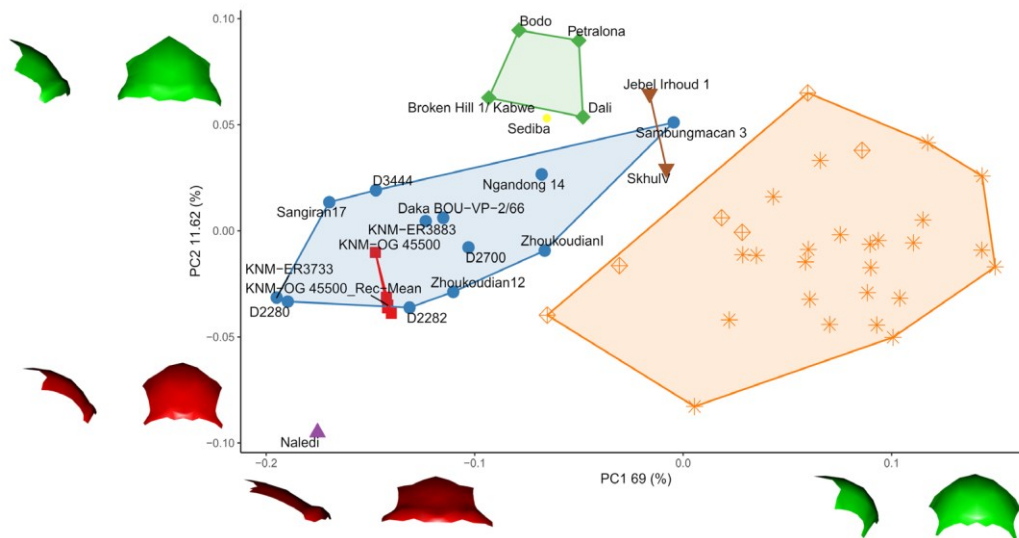 0.10
Bodo
Petralona
Jebel Irhoud 1
Broken Hill 1/ Kabwe
Dali
Sediba
0.05
Sambungmacan 3
SkhulV
D3444
Ngandong 14
Sangiran17
Daka BOU−VP−2/66
PC2 11.62 (%)
0.00
KNM−ER3883
KNM−OG 45500
ZhoukoudianI
D2700
KNM−ER3733
Zhoukoudian12
KNM−OG 45500_Rec−Mean
D2280
D2282
−0.05
Naledi
−0.10
−0.2
−0.1
0.0
0.1
PC1 69 (%)